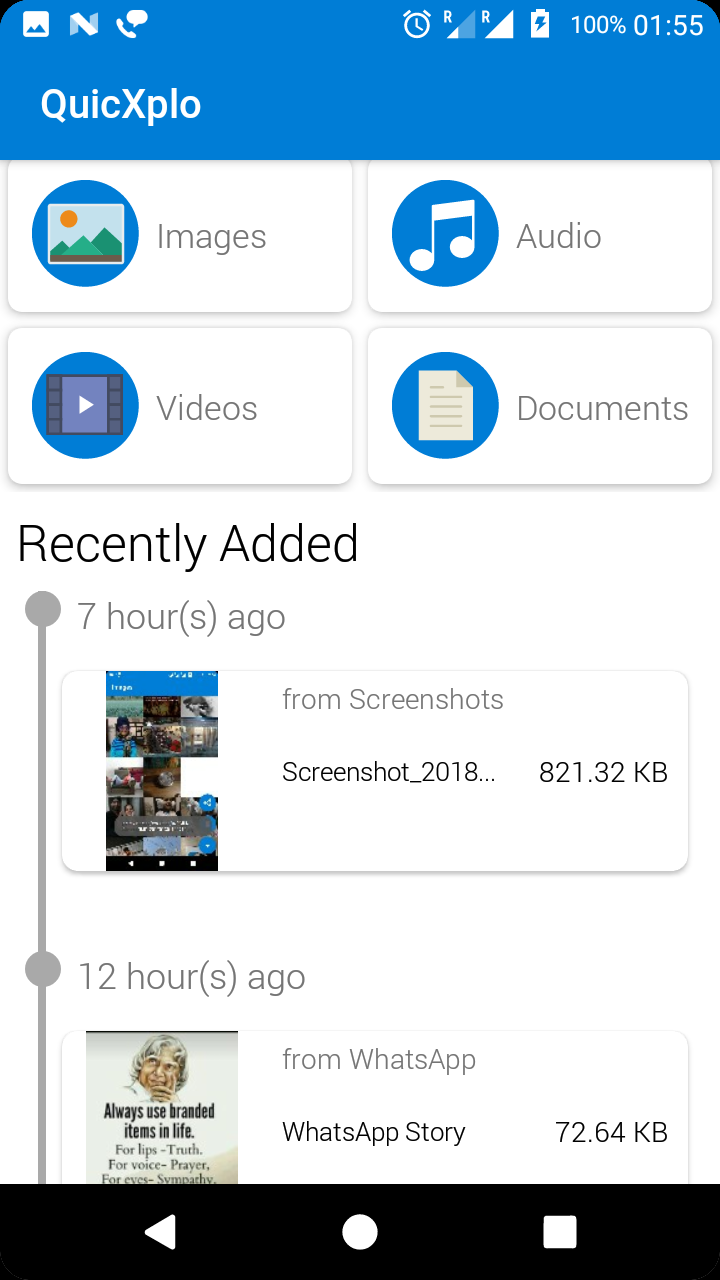 R R 100% 01:55
QuicXplo
Images Audio
Videos Documents
Recently Added
7 hour(s) ago
from Screenshots
Screenshot_2018... 821.32 KB
12 hour(s) ago
from WhatsApp
Always use branded
items in life.
For lips -Truth.
For voice- Prayer,
For eyes- Sympathy,
WhatsApp Story 72.64 KB